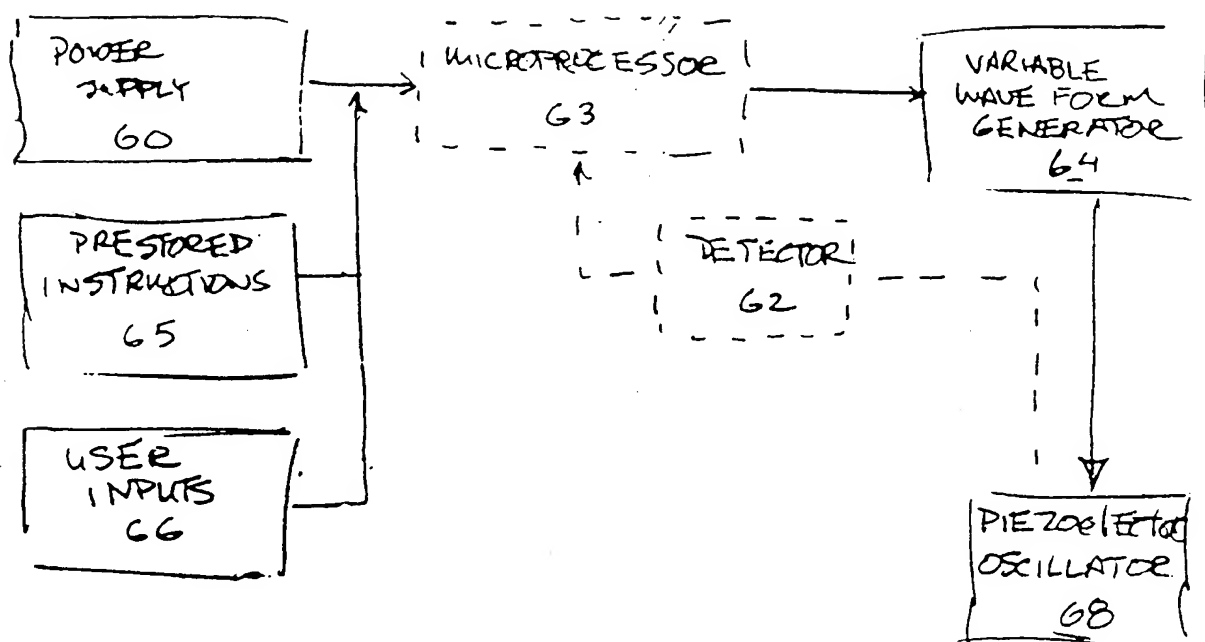 POWER
SUPPLY
60
MICROPROCESSOR
63
VARIABLE
WAVE FORM
GENERATOR
64
PRESTORED
INSTRUCTIONS
65
DETECTOR
62
USER
INPUTS
66
PIEZOelectric
OSCILLATOR
68